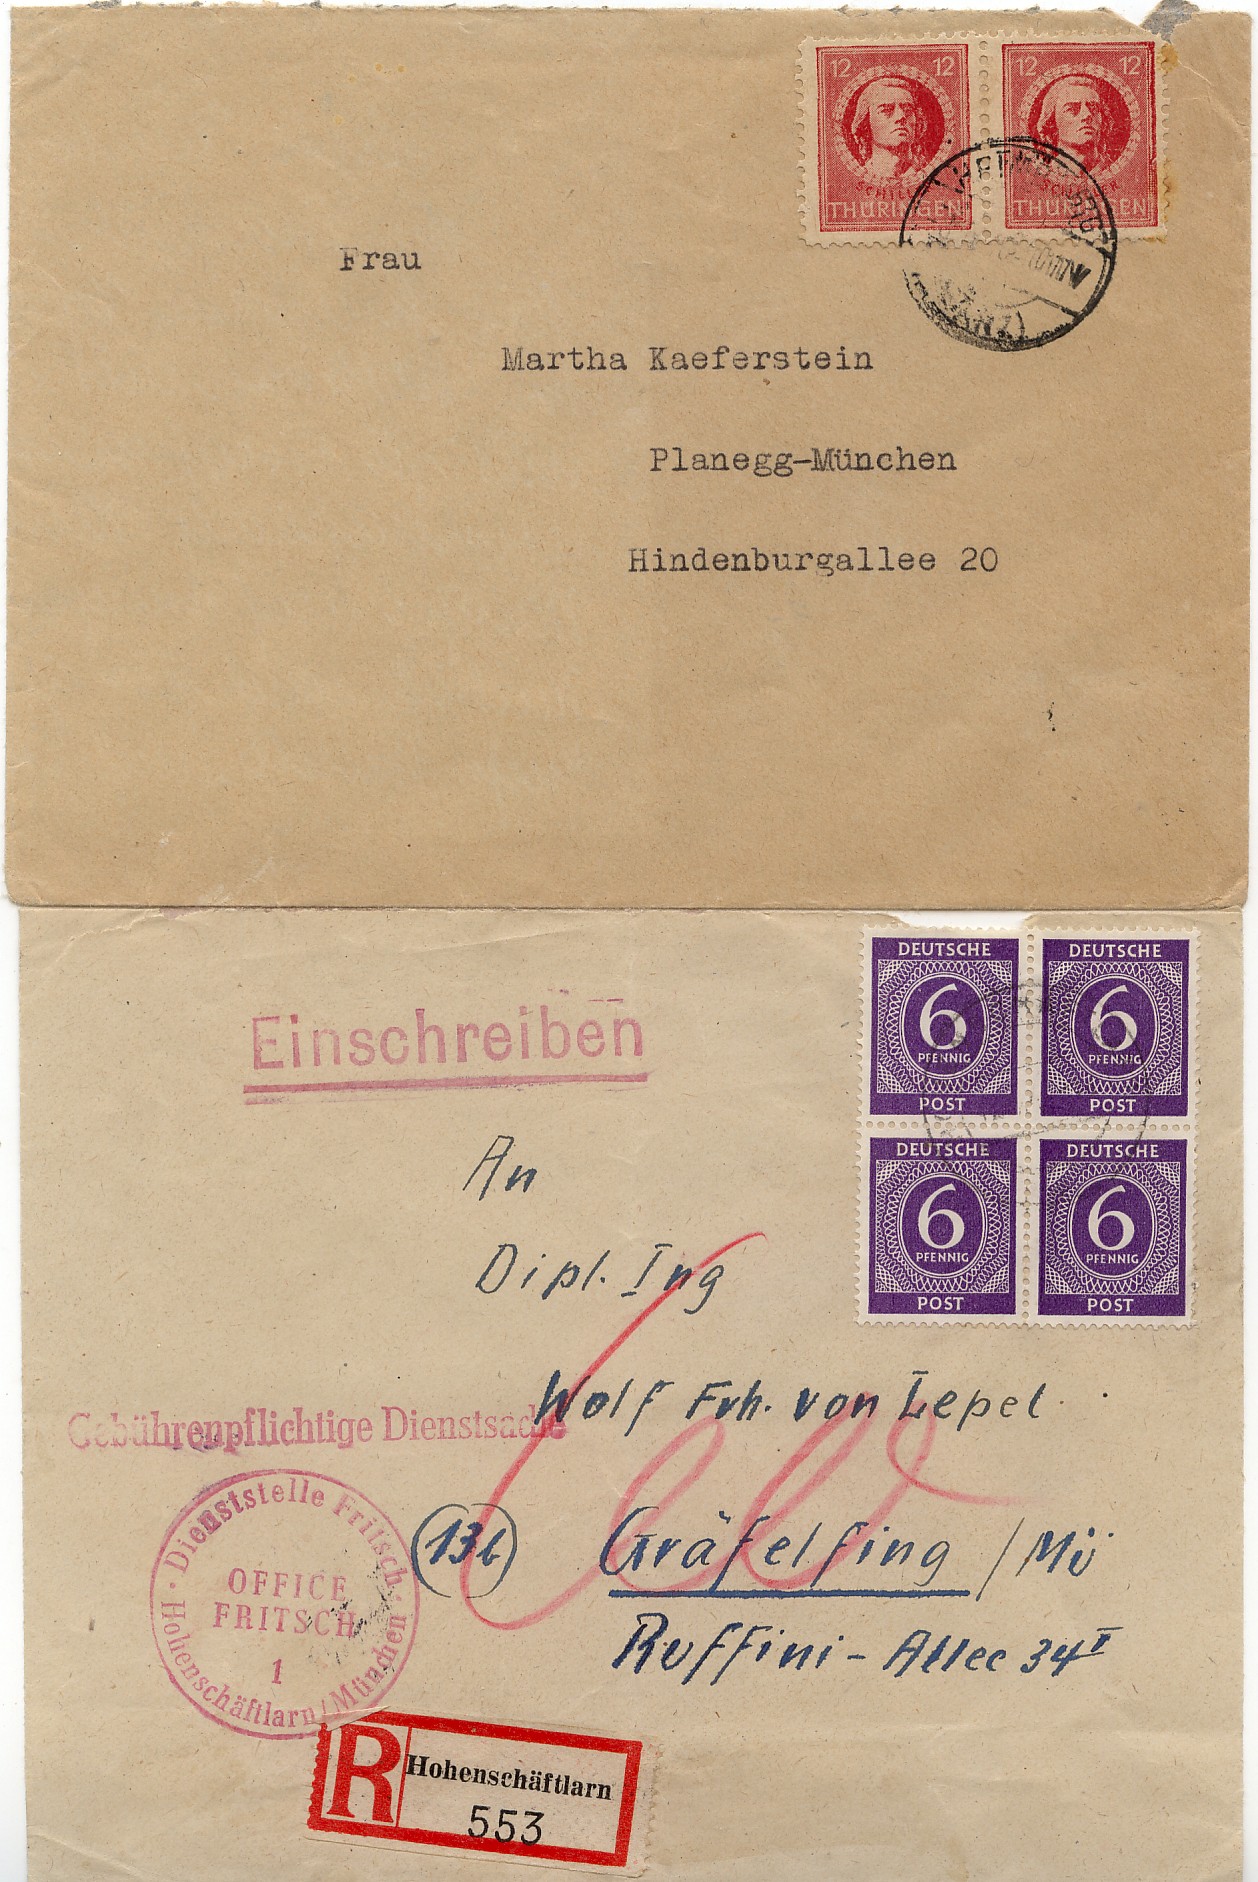 12 12
SCHILLER
THÜRINGEN
12 12
THÜRINGEN
Frau
Martha Kaeferstein
Planegg-München
Hindenburgallee 20
Einschreiben
DEUTSCHE
6
PFENNIG
POST
DEUTSCHE
6
PFENNIG
POST
DEUTSCHE
6
PFENNIG
POST
DEUTSCHE
6
PFENNIG
POST
An
Dipl. Ing
Wolf Frh. von Lepel
Gebührenpflichtige Dienstsache
(13b) Gräfelfing / Mü
Ruffini-Allee 34 I
· Dienststelle Fritsch ·
OFFICE
FRITSCH
1
Hohenschäftlarn / München
R Hohenschäftlarn
553